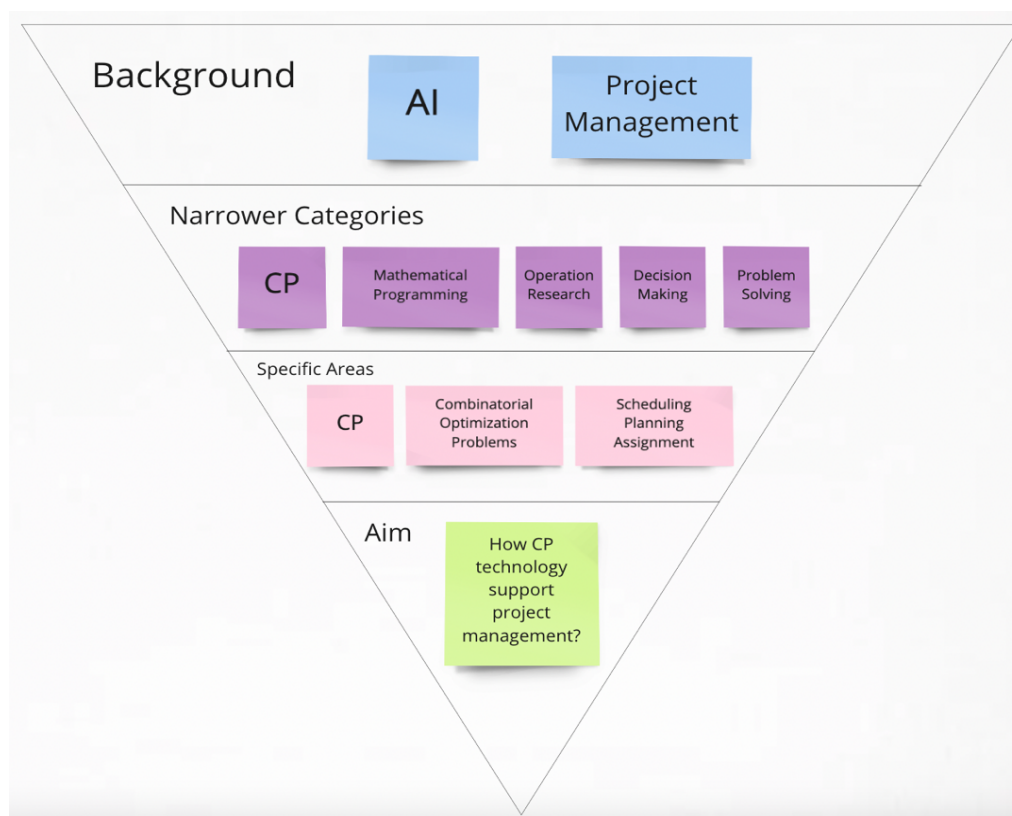 Background
AI
Project
Management
Narrower Categories
CP
Mathematical
Programming
Operation
Research
Decision
Making
Problem
Solving
Specific Areas
CP
Combinatorial
Optimization
Problems
Scheduling
Planning
Assignment
Aim
How CP
technology
support
project
management?